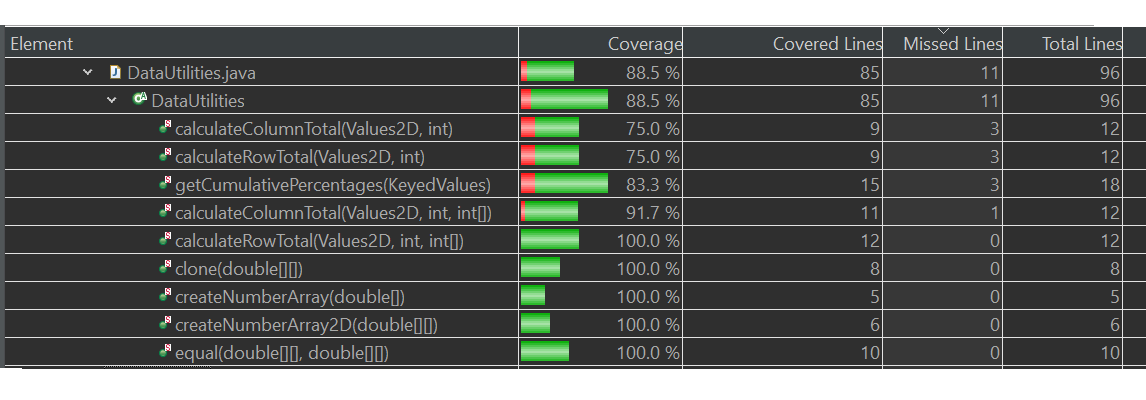 Element Coverage Covered Lines Missed Lines Total Lines
DataUtilities.java 88.5 % 85 11 96
DataUtilities 88.5 % 85 11 96
calculateColumnTotal(Values2D, int) 75.0 % 9 3 12
calculateRowTotal(Values2D, int) 75.0 % 9 3 12
getCumulativePercentages(KeyedValues) 83.3 % 15 3 18
calculateColumnTotal(Values2D, int, int[]) 91.7 % 11 1 12
calculateRowTotal(Values2D, int, int[]) 100.0 % 12 0 12
clone(double[][]) 100.0 % 8 0 8
createNumberArray(double[]) 100.0 % 5 0 5
createNumberArray2D(double[][]) 100.0 % 6 0 6
equal(double[][], double[][]) 100.0 % 10 0 10